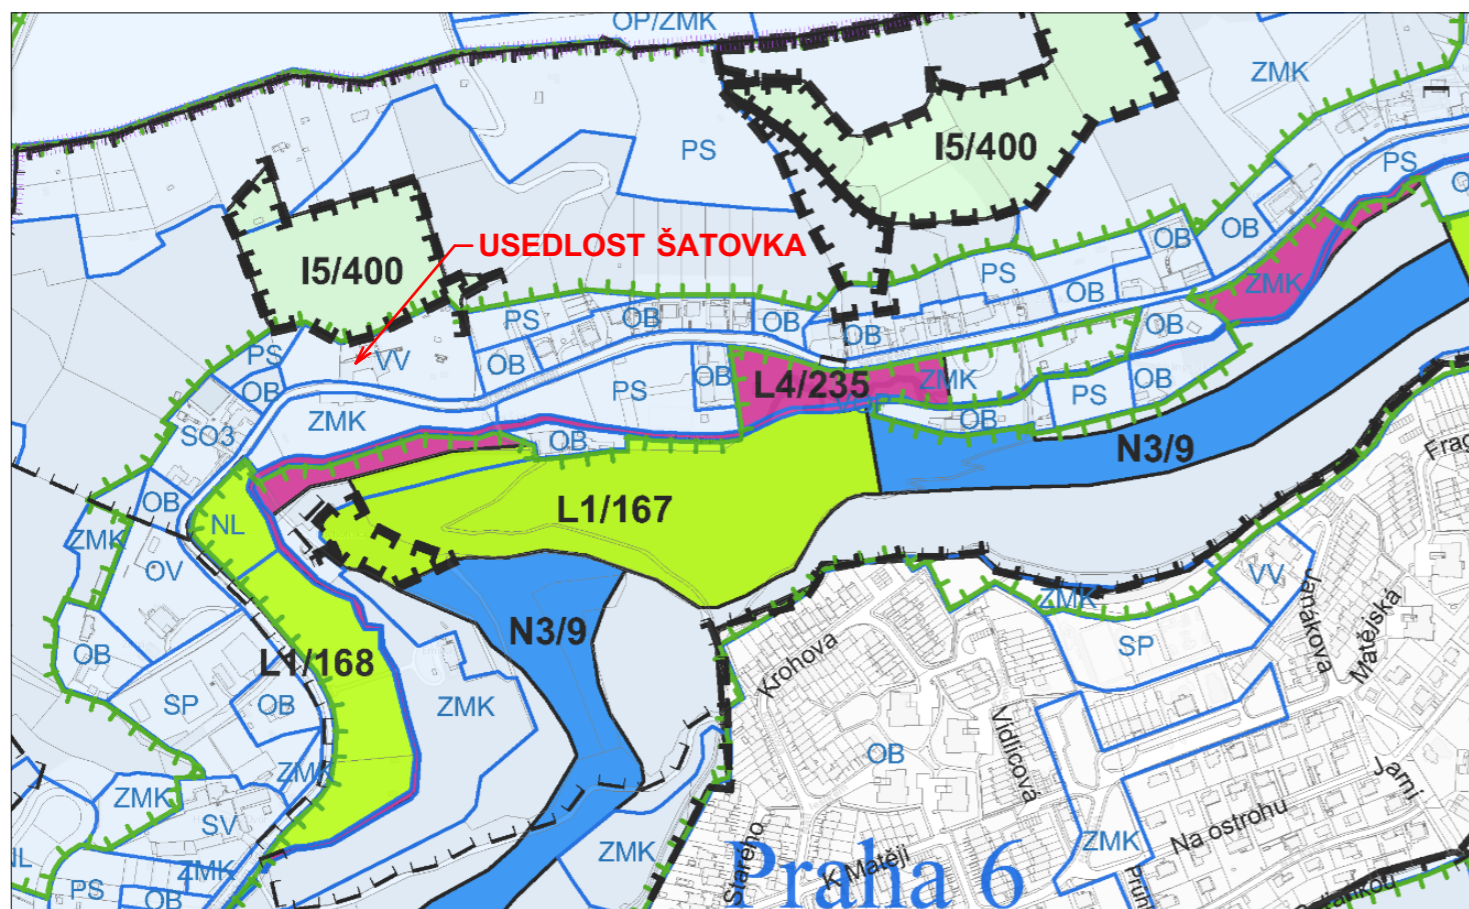 OP/ZMK
ZMK
PS
I5/400
PS
USEDLOST ŠATOVKA
OB
OB
I5/400
PS
ZMK
OB
PS
OB
OB
OB
PS
VV
OB
OB
L4/235
ZMK
OB
PS
OB
PS
OB
ZMK
SO3
OB
OB
N3/9
OB
NL
L1/167
ZMK
OV
VV
ZMK
OB
L1/168
N3/9
Krohova
SP
Matějská
SP
OB
ZMK
Vidlicová
OB
ZMK
Jarní
ZMK
SV
Na ostrohu
ZMK
ZMK
ZMK
PS
OB
Starého
K Matěji
Praha 6